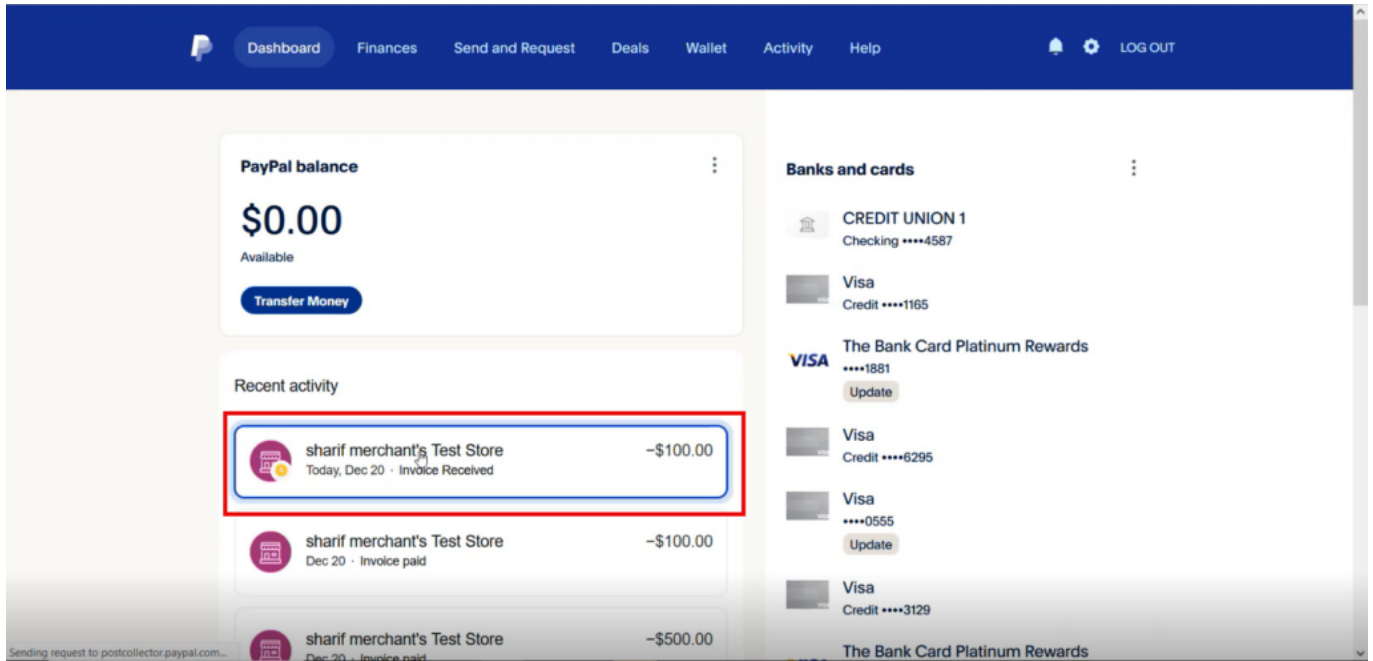 Dashboard Finances Send and Request Deals Wallet Activity Help LOG OUT
PayPal balance
$0.00
Available
Transfer Money
Recent activity
sharif merchant's Test Store −$100.00
Today, Dec 20 · Invoice Received
sharif merchant's Test Store −$100.00
Dec 20 · Invoice paid
sharif merchant's Test Store −$500.00
Dec 20 · Invoice paid
Banks and cards
CREDIT UNION 1
Checking ••••4587
Visa
Credit ••••1165
VISA
The Bank Card Platinum Rewards
••••1881
Update
Visa
Credit ••••6295
Visa
••••0555
Update
Visa
Credit ••••3129
The Bank Card Platinum Rewards
Sending request to postcollector.paypal.com...